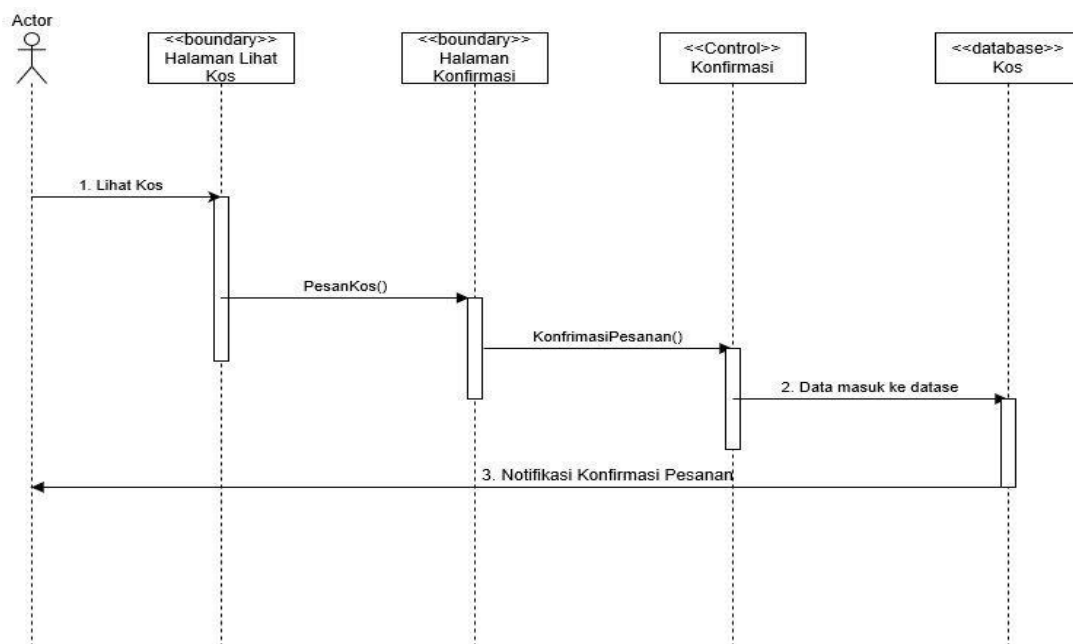 Actor
<<boundary>>
Halaman Lihat
Kos
<<boundary>>
Halaman
Konfirmasi
<<Control>>
Konfirmasi
<<database>>
Kos
1. Lihat Kos
PesanKos()
KonfrimasiPesanan()
2. Data masuk ke datase
3. Notifikasi Konfirmasi Pesanan